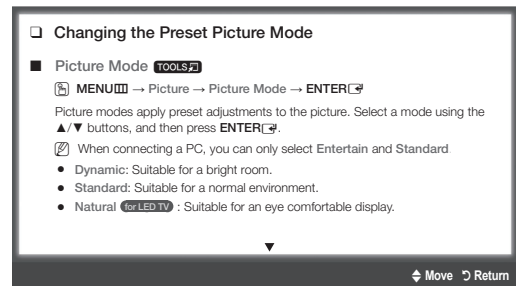 ❑ Changing the Preset Picture Mode
■ Picture Mode TOOLS
MENU → Picture → Picture Mode → ENTER
Picture modes apply preset adjustments to the picture. Select a mode using the
▲/▼ buttons, and then press ENTER.
When connecting a PC, you can only select Entertain and Standard
● Dynamic: Suitable for a bright room.
● Standard: Suitable for a normal environment.
● Natural for LED TV : Suitable for an eye comfortable display.
▼
Move Return